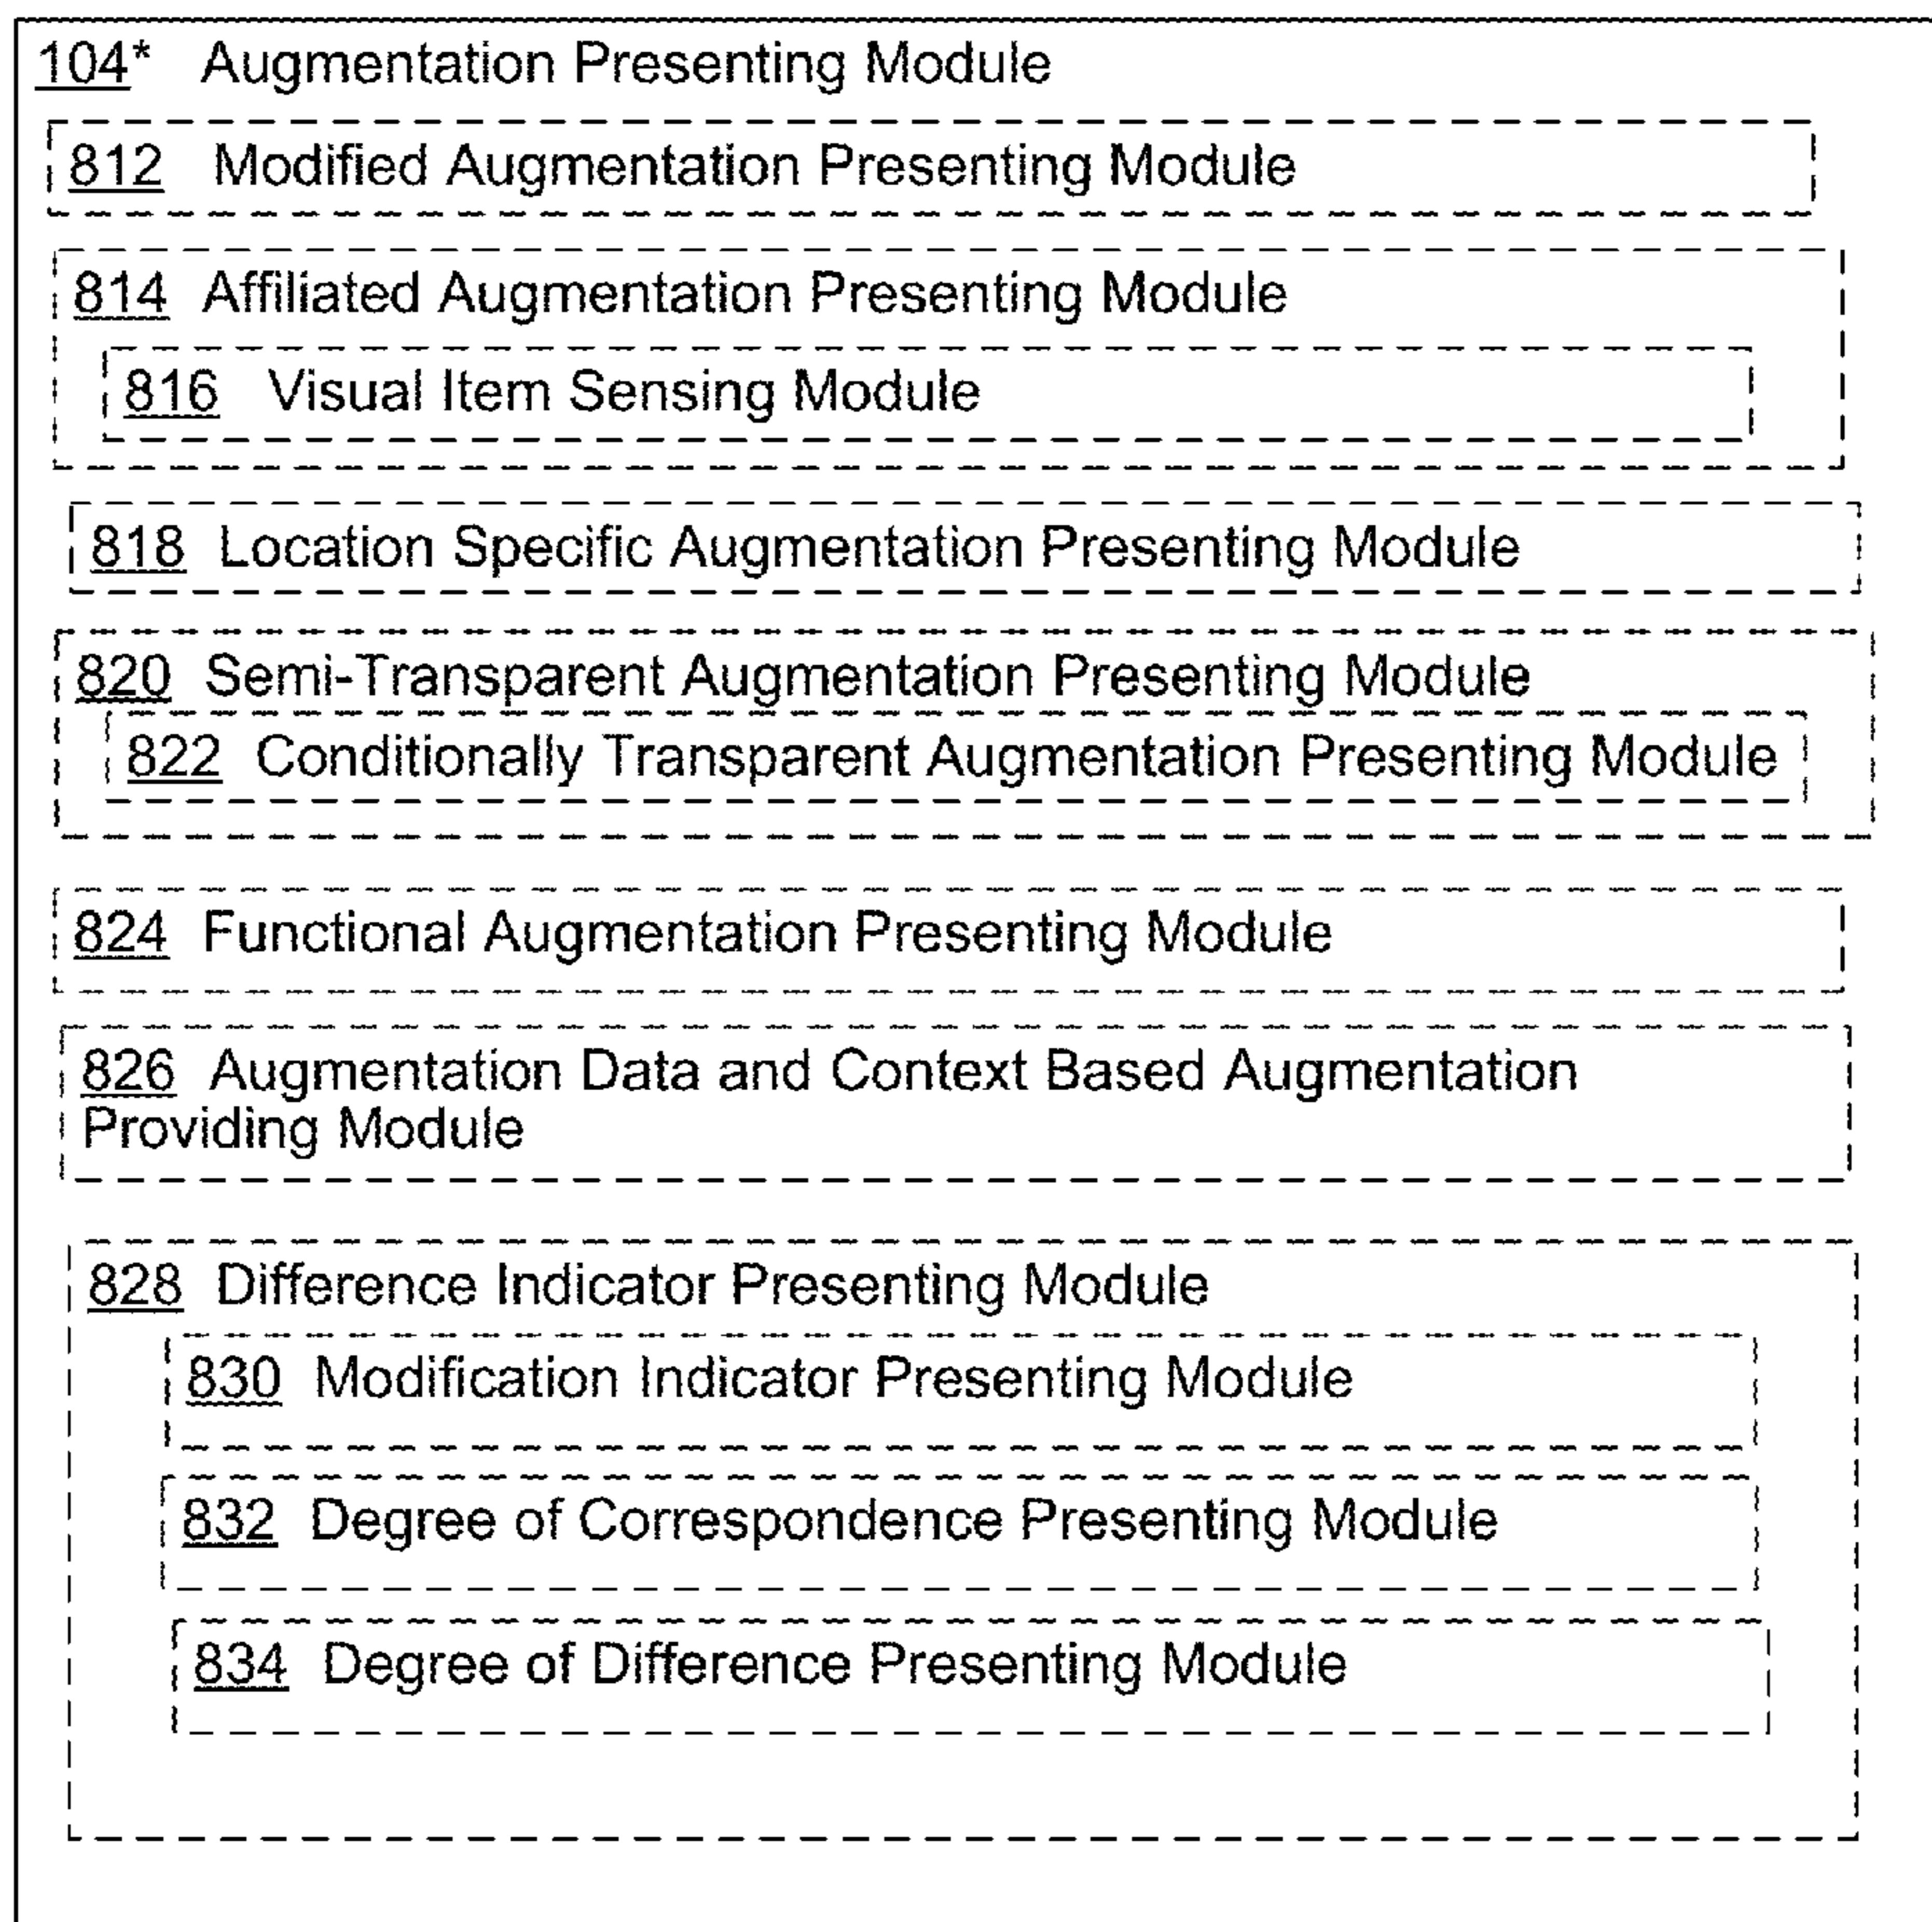 104* Augmentation Presenting Module
812 Modified Augmentation Presenting Module
814 Affiliated Augmentation Presenting Module
816 Visual Item Sensing Module
818 Location Specific Augmentation Presenting Module
820 Semi-Transparent Augmentation Presenting Module
822 Conditionally Transparent Augmentation Presenting Module
824 Functional Augmentation Presenting Module
826 Augmentation Data and Context Based Augmentation
Providing Module
828 Difference Indicator Presenting Module
830 Modification Indicator Presenting Module
832 Degree of Correspondence Presenting Module
834 Degree of Difference Presenting Module